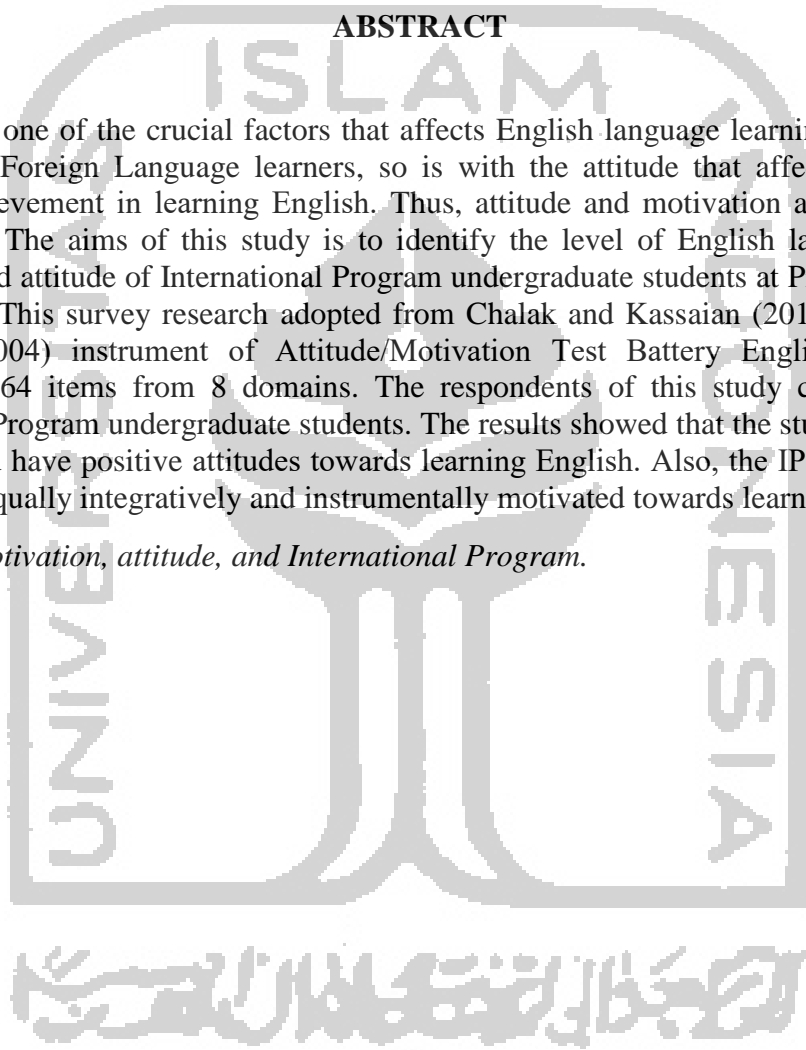 ABSTRACT
ISLAM
one of the crucial factors that affects English language learnin
Foreign Language learners, so is with the attitude that affe
evement in learning English. Thus, attitude and motivation a
The aims of this study is to identify the level of English la
d attitude of International Program undergraduate students at P
This survey research adopted from Chalak and Kassaian (201
004) instrument of Attitude/Motivation Test Battery Engli
64 items from 8 domains. The respondents of this study c
Program undergraduate students. The results showed that the stu
have positive attitudes towards learning English. Also, the IP
qually integratively and instrumentally motivated towards learn
otivation, attitude, and International Program.
UNIVERSITAS
INDONESIA